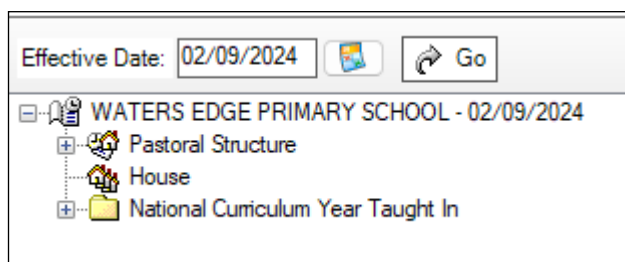 Effective Date: 02/09/2024 Go
WATERS EDGE PRIMARY SCHOOL - 02/09/2024
Pastoral Structure
House
National Curriculum Year Taught In